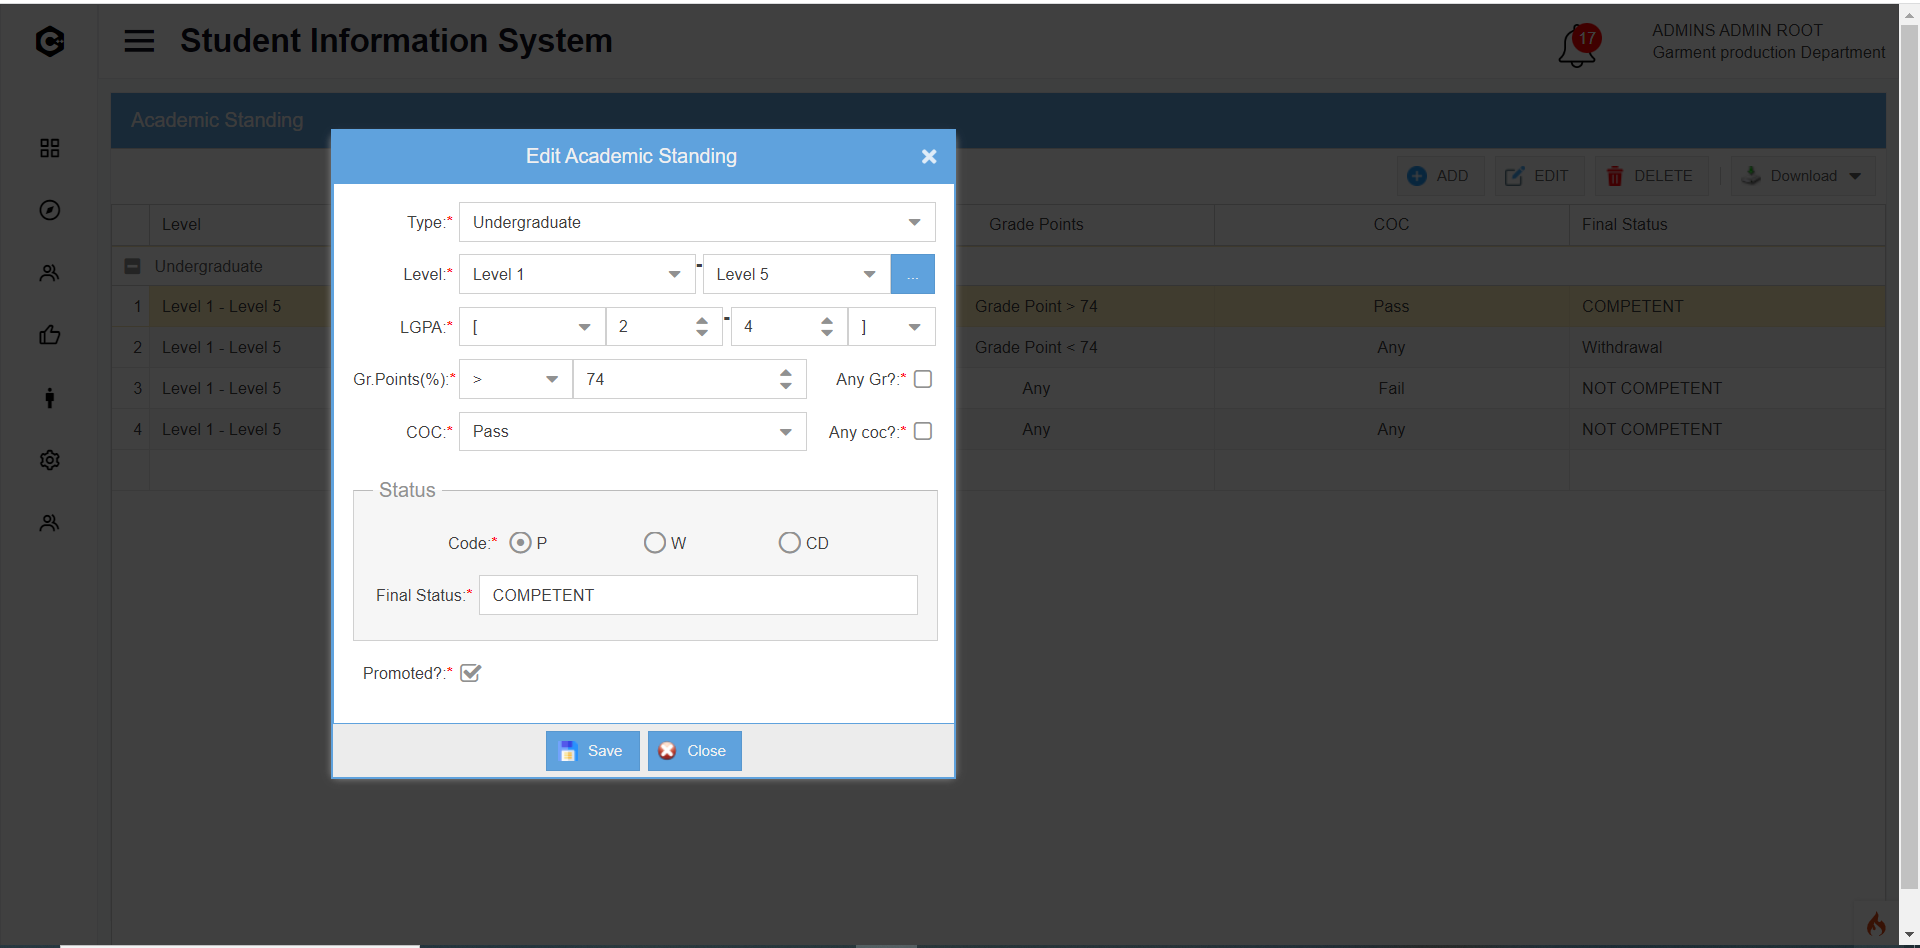 Student Information System
17
ADMINS ADMIN ROOT
Garment production Department
Academic Standing
ADD
EDIT
DELETE
Download
Level
Grade Points
COC
Final Status
Undergraduate
1 Level 1 - Level 5 Grade Point > 74 Pass COMPETENT
2 Level 1 - Level 5 Grade Point < 74 Any Withdrawal
3 Level 1 - Level 5 Any Fail NOT COMPETENT
4 Level 1 - Level 5 Any Any NOT COMPETENT
Edit Academic Standing
Type:* Undergraduate
Level:* Level 1 - Level 5 ...
LGPA:* [ 2 - 4 ]
Gr.Points(%):* > 74 Any Gr?:*
COC:* Pass Any coc?:*
Status
Code:* P W CD
Final Status:* COMPETENT
Promoted?:*
Save
Close